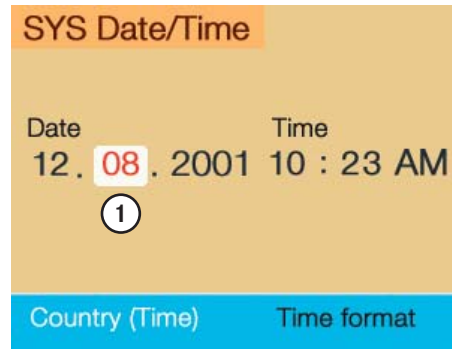 SYS Date/Time
Date Time
12. 08. 2001 10 : 23 AM
1
Country (Time) Time format